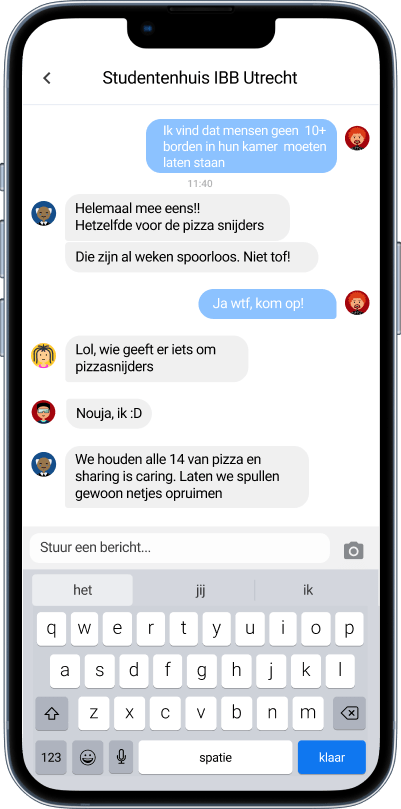 Studentenhuis IBB Utrecht
Ik vind dat mensen geen 10+
borden in hun kamer moeten
laten staan
11:40
Helemaal mee eens!!
Hetzelfde voor de pizza snijders
Die zijn al weken spoorloos. Niet tof!
Ja wtf, kom op!
Lol, wie geeft er iets om
pizzasnijders
Nouja, ik :D
We houden alle 14 van pizza en
sharing is caring. Laten we spullen
gewoon netjes opruimen
Stuur een bericht...
het jij ik
q w e r t y u i o p
a s d f g h j k l
z x c v b n m
123 spatie klaar